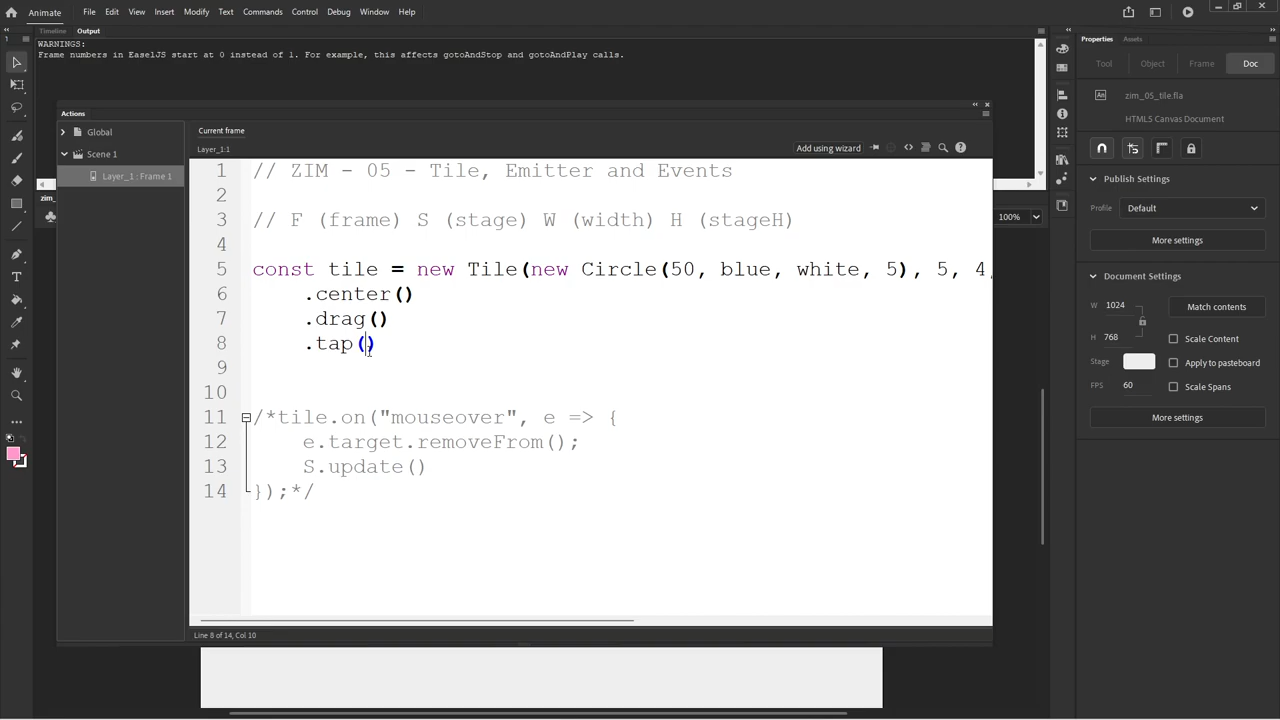 Animate File Edit View Insert Modify Text Commands Control Debug Window Help
Timeline Output
WARNINGS:
Frame numbers in EaselJS start at 0 instead of 1. For example, this affects gotoAndStop and gotoAndPlay calls.
Actions
Global
Scene 1
Layer_1 : Frame 1
Current frame
Layer_1:1
Add using wizard
1 // ZIM - 05 - Tile, Emitter and Events
2
3 // F (frame) S (stage) W (width) H (stageH)
4
5 const tile = new Tile(new Circle(50, blue, white, 5), 5, 4,
6 .center()
7 .drag()
8 .tap()
9
10
11 /*tile.on("mouseover", e => {
12 e.target.removeFrom();
13 S.update()
14 });*/
Line 8 of 14, Col 10
zim_
100%
Properties Assets
Tool Object Frame Doc
zim_05_tile.fla
HTML5 Canvas Document
Publish Settings
Profile Default
More settings
Document Settings
W 1024
Match contents
H 768
Scale Content
Stage
Apply to pasteboard
FPS 60
Scale Spans
More settings